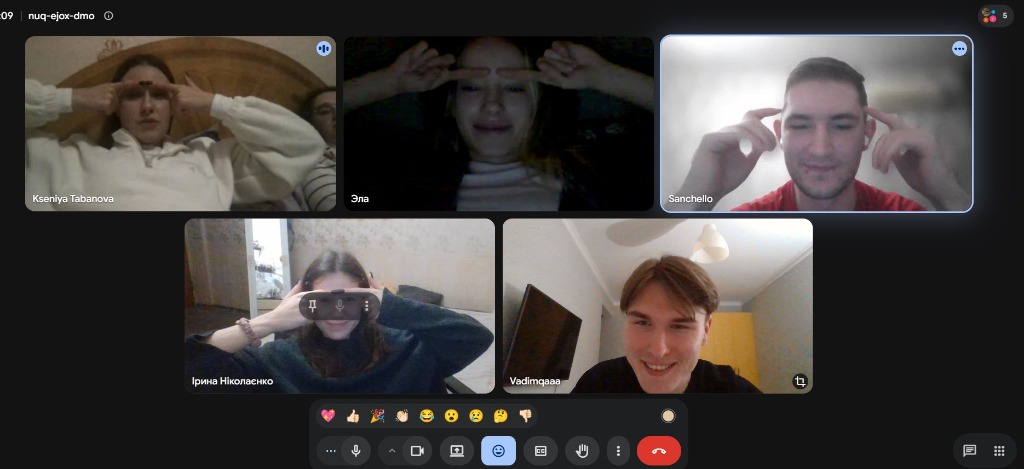 :09 | nuq-ejox-dmo
5
Kseniya Tabanova
Эла
Sanchello
Ірина Ніколаєнко
Vadimqaaa